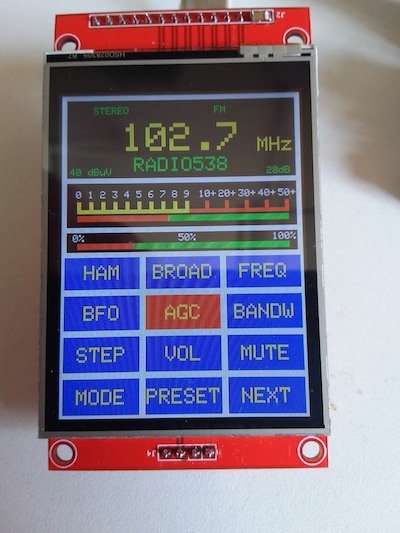 J2
STEREO FM
102.7 MHz
RADIO538
40 dBuV 28dB
0 1 2 3 4 5 6 7 8 9 10+20+30+40+50+
0% 50% 100%
HAM BROAD FREQ
BFO AGC BANDW
STEP VOL MUTE
MODE PRESET NEXT
J4